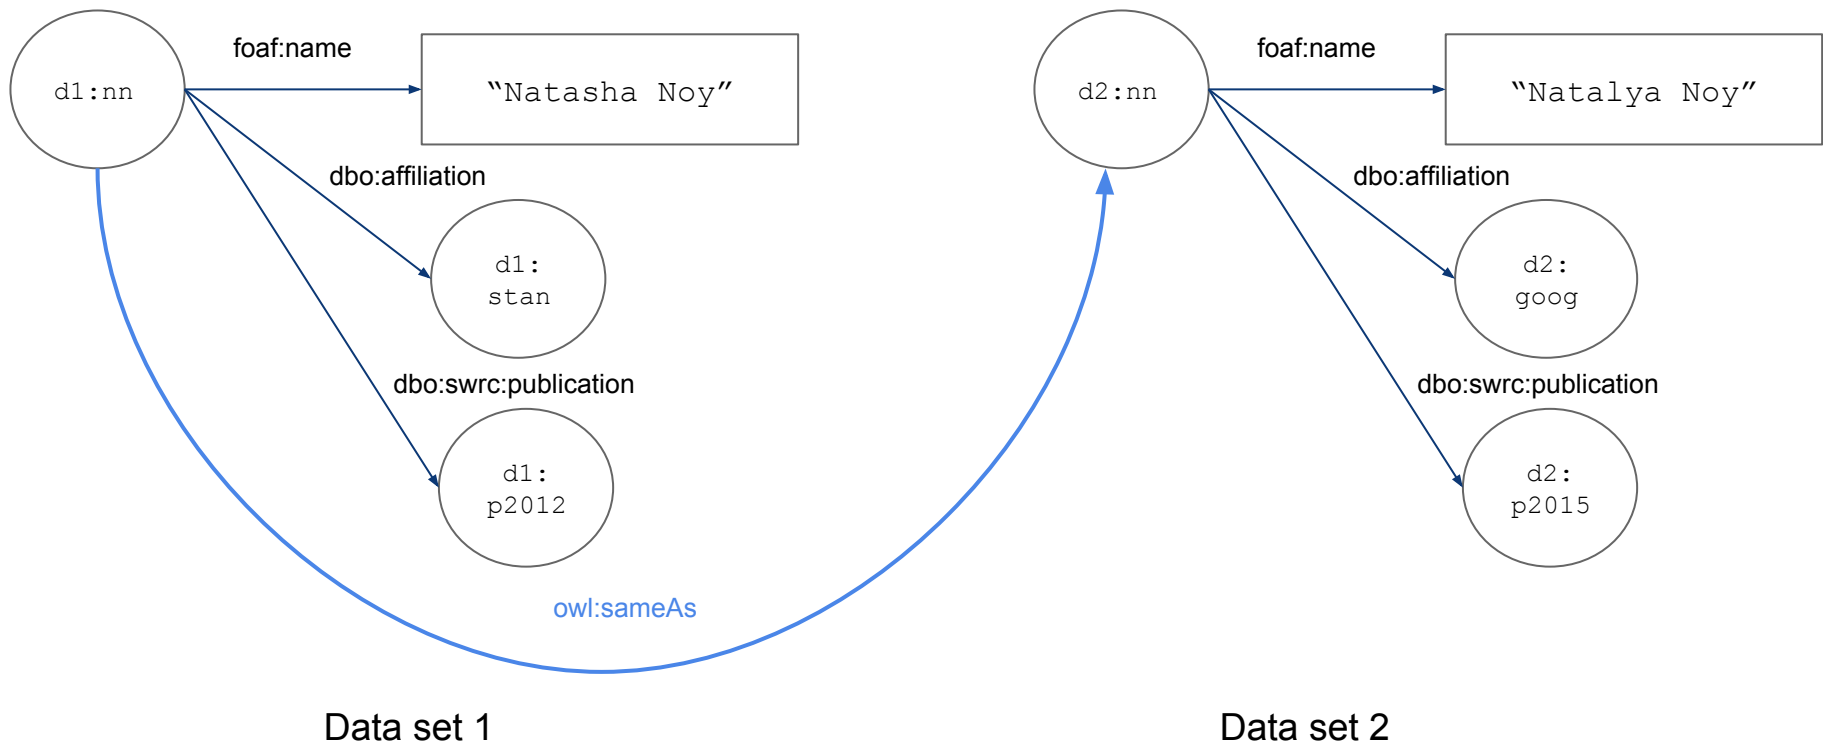 d1:nn
foaf:name
“Natasha Noy”
dbo:affiliation
d1:
stan
dbo:swrc:publication
d1:
p2012
owl:sameAs
Data set 1
d2:nn
foaf:name
“Natalya Noy”
dbo:affiliation
d2:
goog
dbo:swrc:publication
d2:
p2015
Data set 2